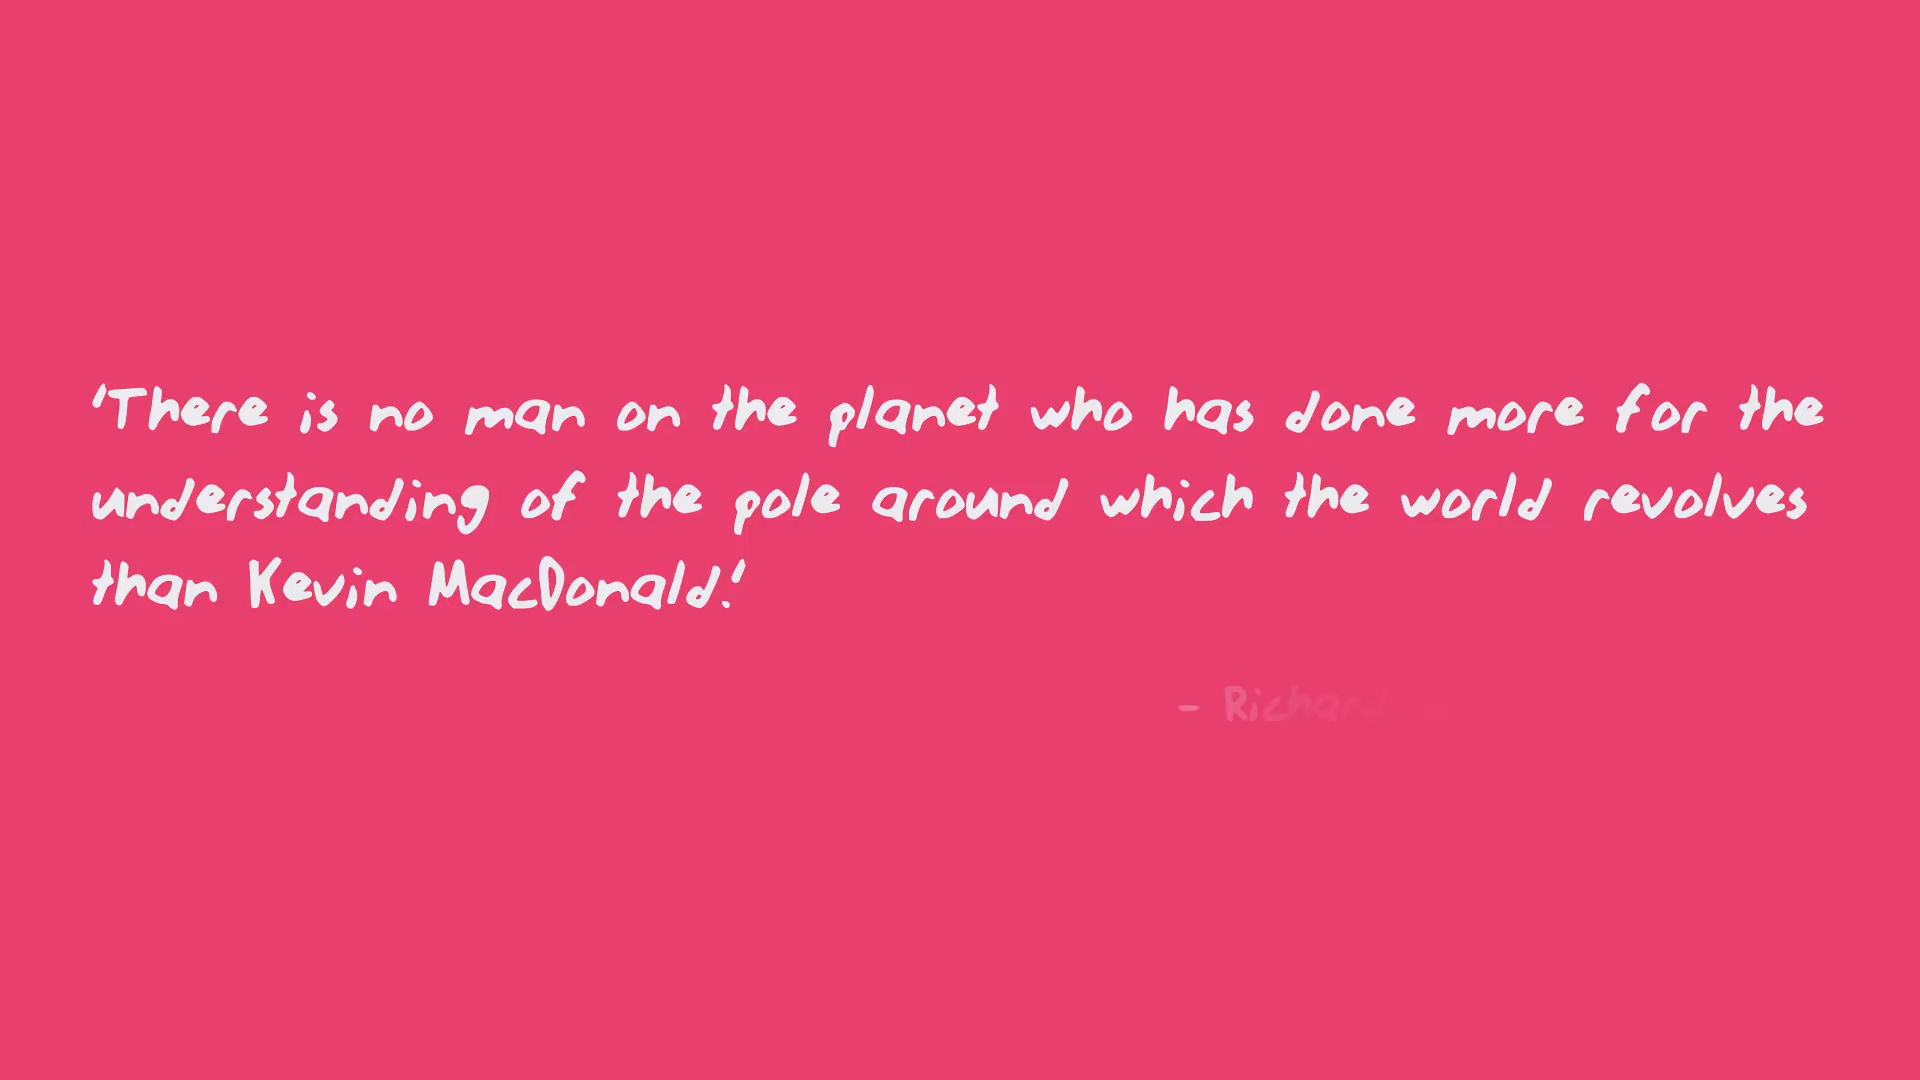 'There is no man on the planet who has done more for the
understanding of the pole around which the world revolves
than Kevin MacDonald.'
- Richard